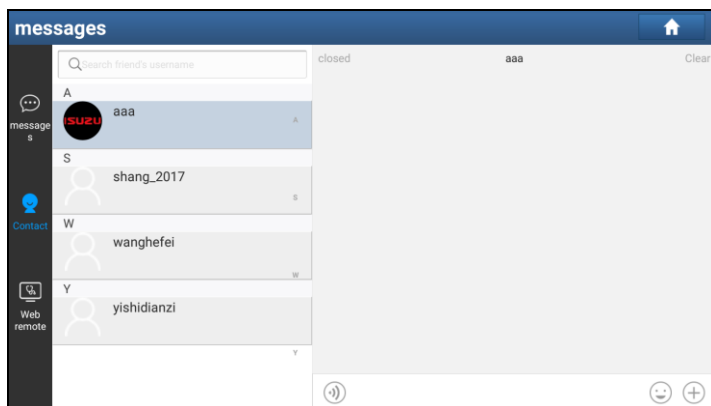 messages
Search friend's username
closed
aaa
Clear
A
ISUZU
aaa
A
message
s
S
shang_2017
S
Contact
W
wanghefei
W
Y
yishidianzi
Web
remote
Y